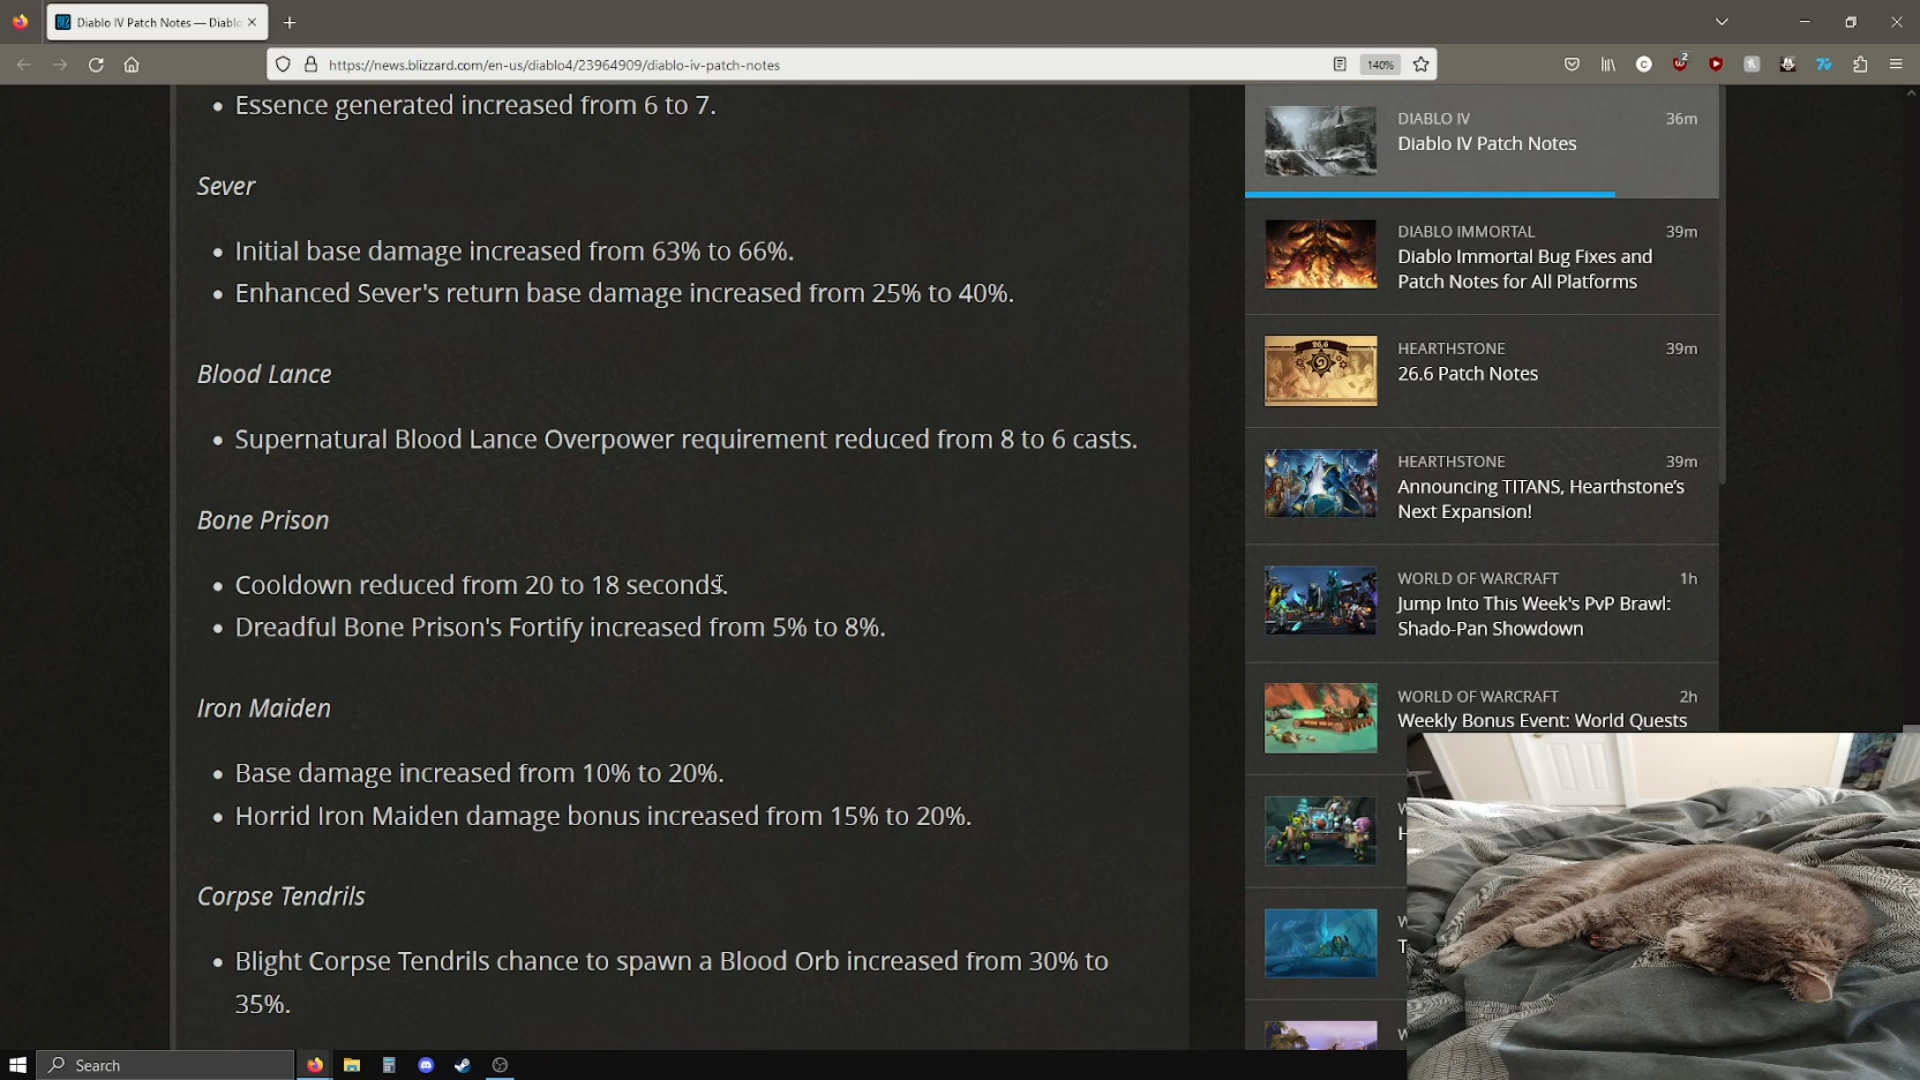 Diablo IV Patch Notes — Diablo
https://news.blizzard.com/en-us/diablo4/23964909/diablo-iv-patch-notes
140%
2
Essence generated increased from 6 to 7.
Sever
Initial base damage increased from 63% to 66%.
Enhanced Sever's return base damage increased from 25% to 40%.
Blood Lance
Supernatural Blood Lance Overpower requirement reduced from 8 to 6 casts.
Bone Prison
Cooldown reduced from 20 to 18 seconds.
Dreadful Bone Prison's Fortify increased from 5% to 8%.
Iron Maiden
Base damage increased from 10% to 20%.
Horrid Iron Maiden damage bonus increased from 15% to 20%.
Corpse Tendrils
Blight Corpse Tendrils chance to spawn a Blood Orb increased from 30% to
35%.
DIABLO IV 36m
Diablo IV Patch Notes
DIABLO IMMORTAL 39m
Diablo Immortal Bug Fixes and
Patch Notes for All Platforms
HEARTHSTONE 39m
26.6 Patch Notes
26.6
HEARTHSTONE 39m
Announcing TITANS, Hearthstone’s
Next Expansion!
WORLD OF WARCRAFT 1h
Jump Into This Week's PvP Brawl:
Shado-Pan Showdown
WORLD OF WARCRAFT 2h
Weekly Bonus Event: World Quests
Search